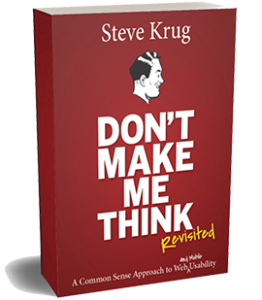 Steve Krug
DON'T
MAKE
ME
THINK
Revisited
and Mobile
A Common Sense Approach to Web Usability